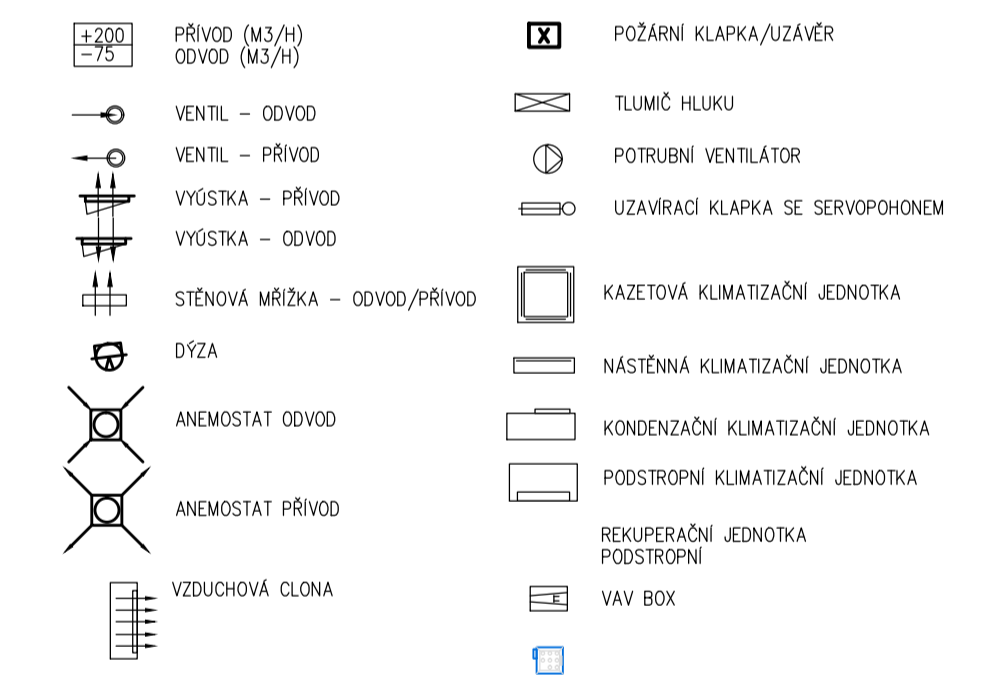 +200
-75
PŘÍVOD (M3/H)
ODVOD (M3/H)
VENTIL – ODVOD
VENTIL – PŘÍVOD
VYÚSTKA – PŘÍVOD
VYÚSTKA – ODVOD
STĚNOVÁ MŘÍŽKA – ODVOD/PŘÍVOD
DÝZA
ANEMOSTAT ODVOD
ANEMOSTAT PŘÍVOD
VZDUCHOVÁ CLONA
X
POŽÁRNÍ KLAPKA/UZÁVĚR
TLUMIČ HLUKU
POTRUBNÍ VENTILÁTOR
UZAVÍRACÍ KLAPKA SE SERVOPOHONEM
KAZETOVÁ KLIMATIZAČNÍ JEDNOTKA
NÁSTĚNNÁ KLIMATIZAČNÍ JEDNOTKA
KONDENZAČNÍ KLIMATIZAČNÍ JEDNOTKA
PODSTROPNÍ KLIMATIZAČNÍ JEDNOTKA
REKUPERAČNÍ JEDNOTKA
PODSTROPNÍ
E
VAV BOX